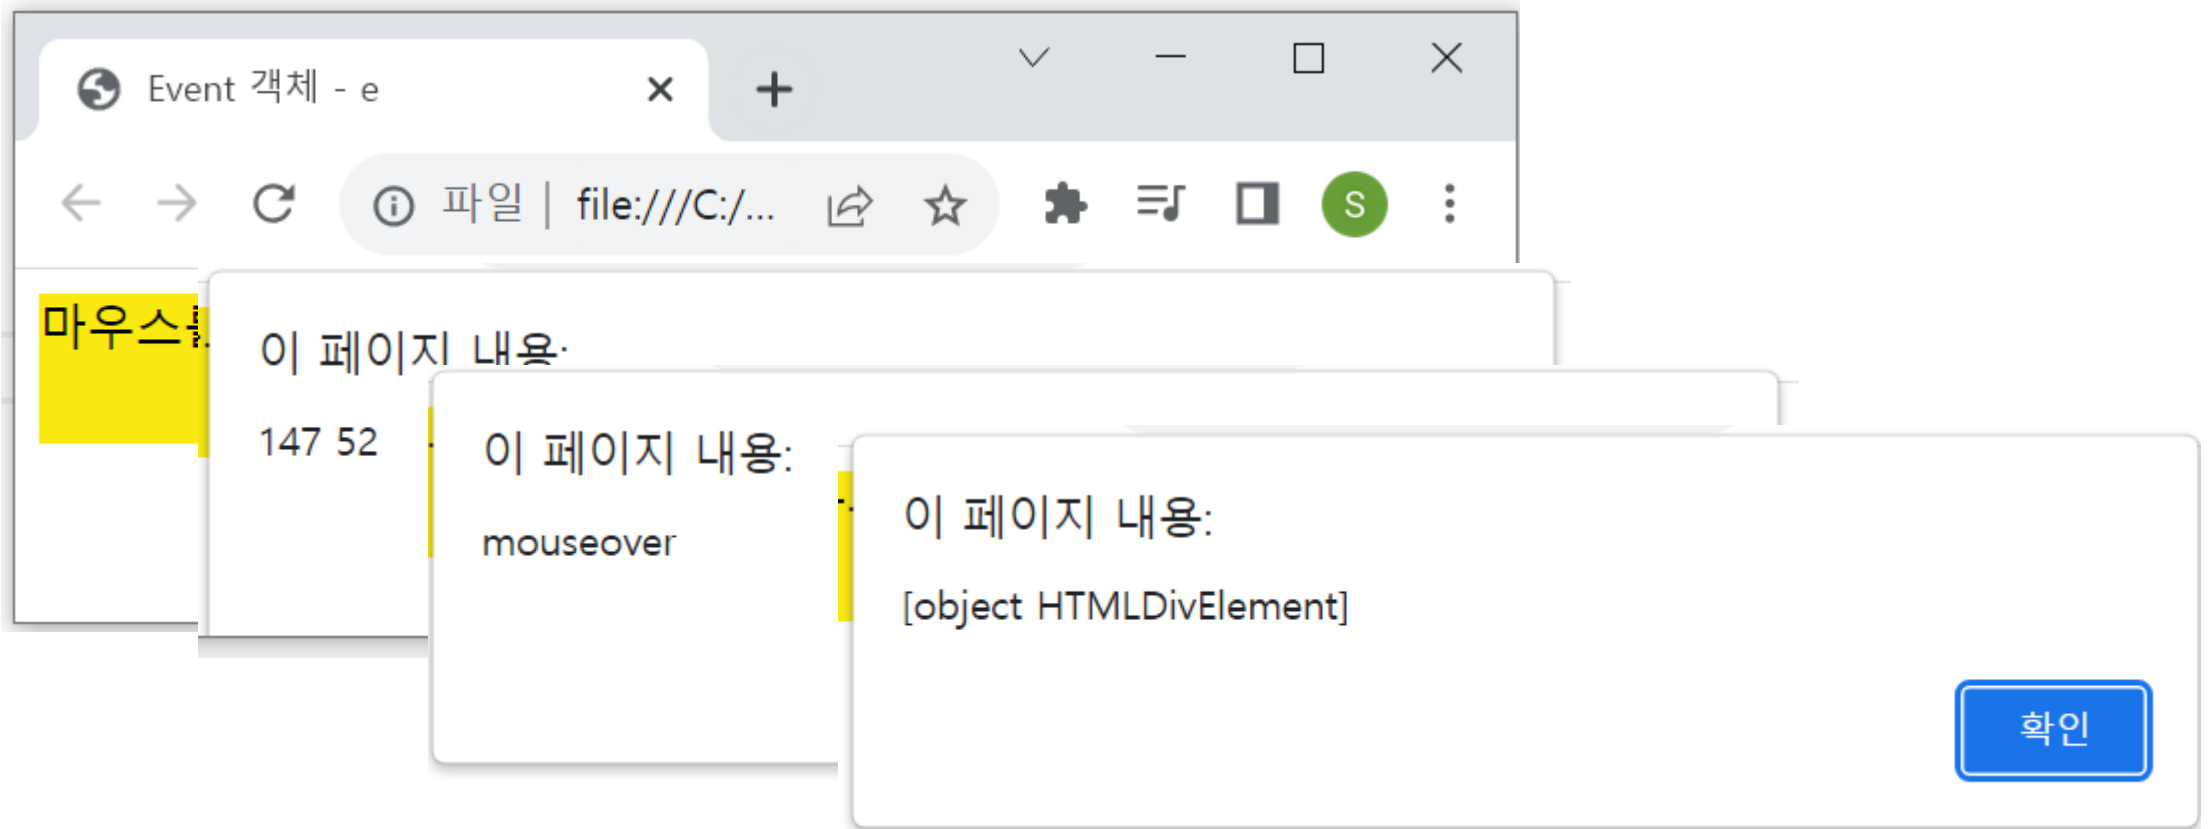 Event 객체 - e
파일 | file:///C:/...
S
마우스
이 페이지 내용:
147 52
이 페이지 내용:
mouseover
이 페이지 내용:
[object HTMLDivElement]
확인